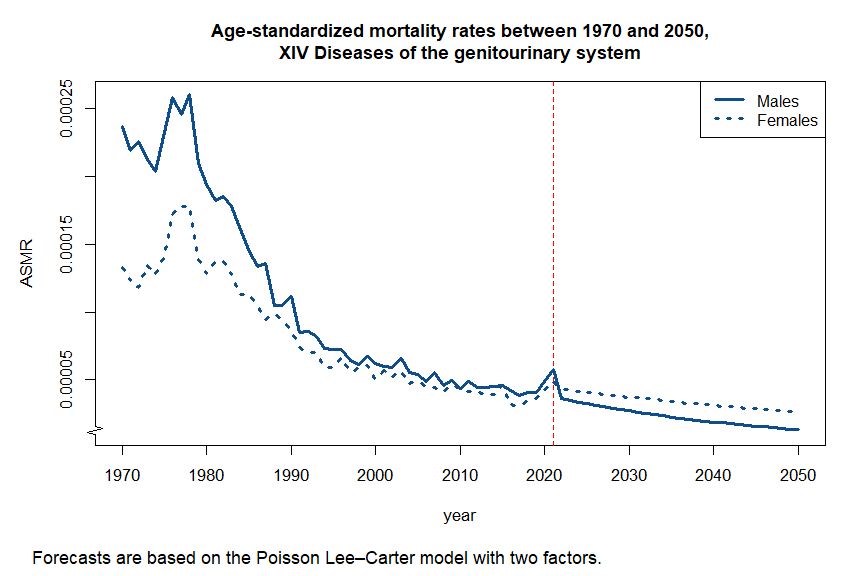 Age-standardized mortality rates between 1970 and 2050,
XIV Diseases of the genitourinary system
Males
Females
0.00025
0.00015
0.00005
ASMR
1970 1980 1990 2000 2010 2020 2030 2040 2050
year
Forecasts are based on the Poisson Lee–Carter model with two factors.